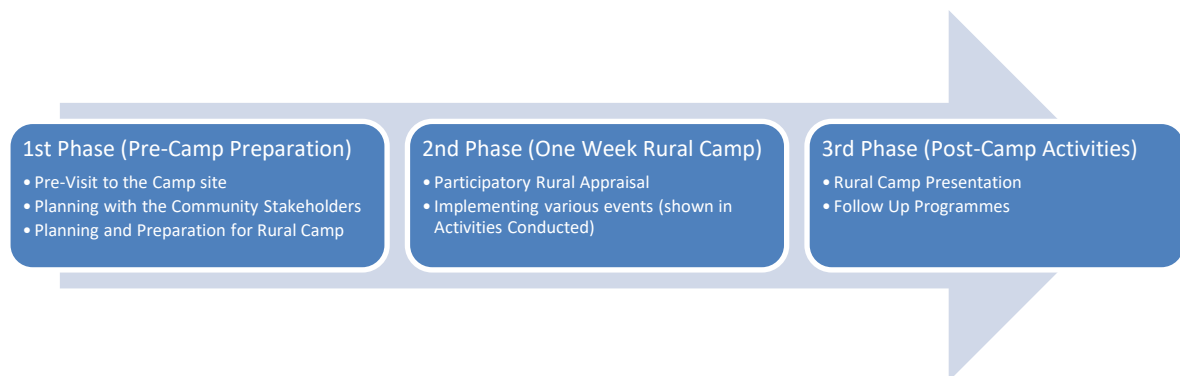 1st Phase (Pre-Camp Preparation)
• Pre-Visit to the Camp site
• Planning with the Community Stakeholders
• Planning and Preparation for Rural Camp
2nd Phase (One Week Rural Camp)
• Participatory Rural Appraisal
• Implementing various events (shown in
Activities Conducted)
3rd Phase (Post-Camp Activities)
• Rural Camp Presentation
• Follow Up Programmes